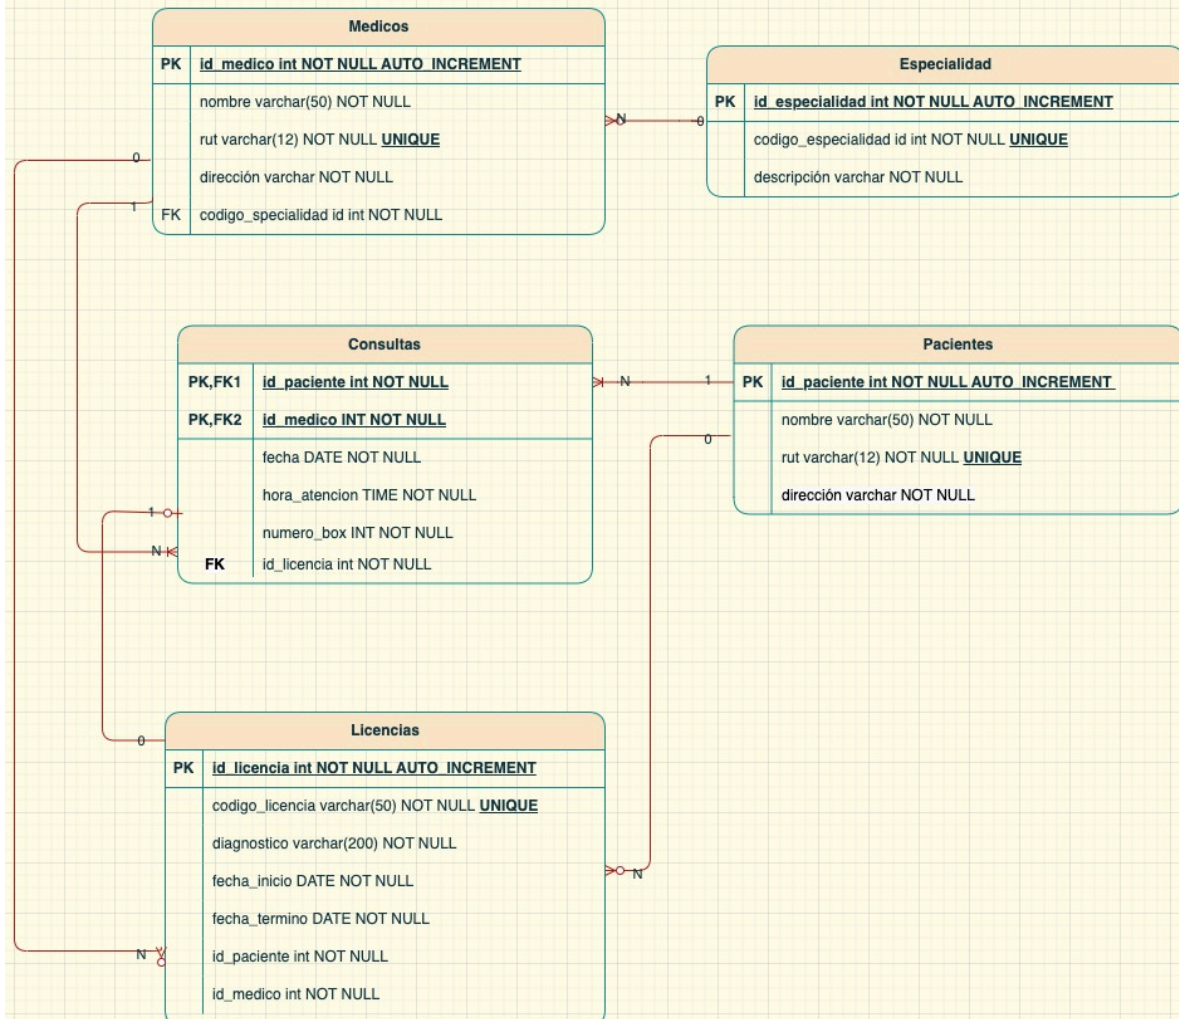 Medicos
PK id_medico int NOT NULL AUTO_INCREMENT
nombre varchar(50) NOT NULL
rut varchar(12) NOT NULL UNIQUE
dirección varchar NOT NULL
FK codigo_specialidad id int NOT NULL
Especialidad
PK id_especialidad int NOT NULL AUTO_INCREMENT
codigo_especialidad id int NOT NULL UNIQUE
descripción varchar NOT NULL
N
0
0
1
Consultas
PK,FK1 id_paciente int NOT NULL
PK,FK2 id_medico INT NOT NULL
fecha DATE NOT NULL
hora_atencion TIME NOT NULL
numero_box INT NOT NULL
FK id_licencia int NOT NULL
N
1
Pacientes
PK id_paciente int NOT NULL AUTO_INCREMENT
nombre varchar(50) NOT NULL
rut varchar(12) NOT NULL UNIQUE
dirección varchar NOT NULL
0
1
N
0
Licencias
PK id_licencia int NOT NULL AUTO_INCREMENT
codigo_licencia varchar(50) NOT NULL UNIQUE
diagnostico varchar(200) NOT NULL
fecha_inicio DATE NOT NULL
fecha_termino DATE NOT NULL
id_paciente int NOT NULL
id_medico int NOT NULL
N
N